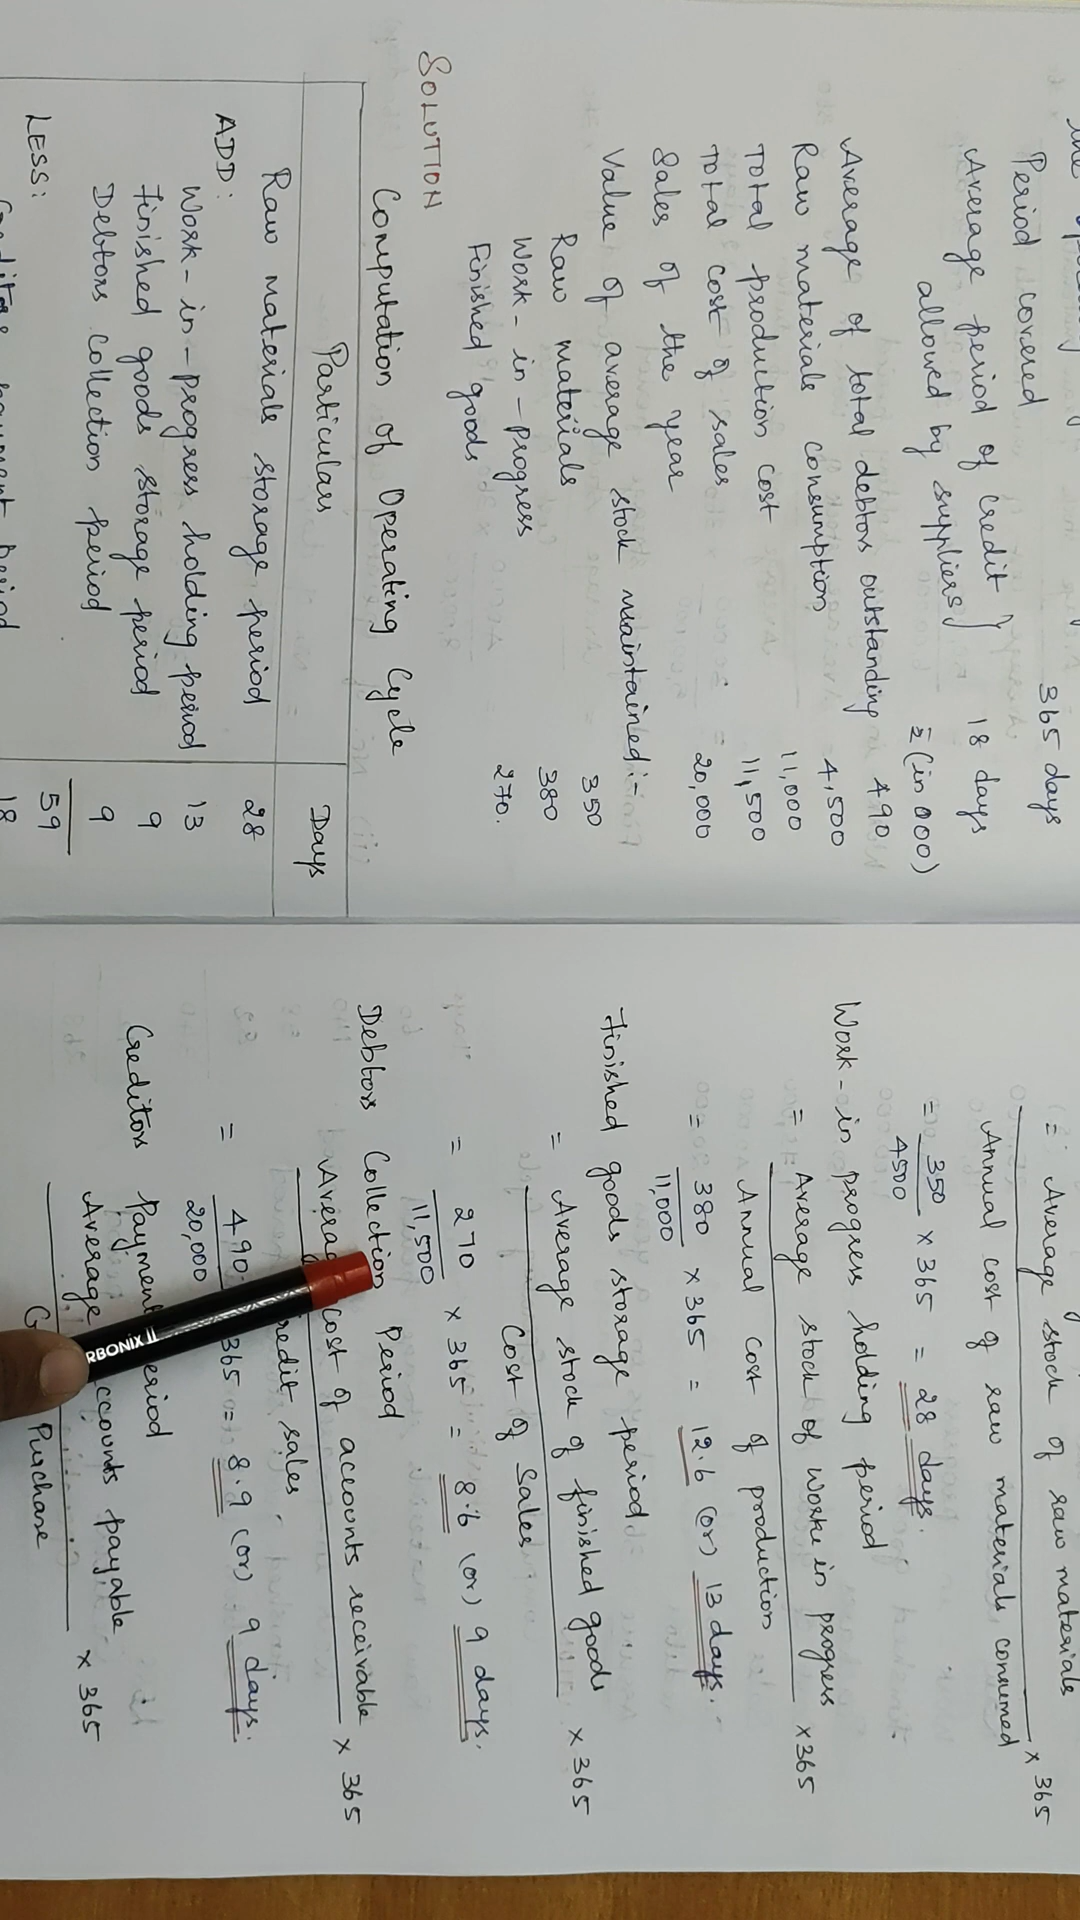 Period covered 365 days
Average period of credit
allowed by suppliers } 18 days
₹ (in 000)
Average of total debtors outstanding 490
Raw materials consumption 4,500
Total production cost 11,000
Total cost of sales 11,500
Sales of the year 20,000
Value of average stock maintained:-
Raw materials 350
Work-in-Progress 380
Finished goods 270.
SOLUTION
Computation of Operating Cycle
Particulars Days
Raw materials storage period 28
ADD:
Work-in-progress holding period 13
Finished goods storage period 9
Debtors collection period 9
59
LESS:
18
= Average stock of raw materials
Annual cost of raw materials consumed × 365
= 350
4500 × 365 = 28 days.
Work-in progress holding period
= Average stock of work in progress
Annual cost of production × 365
= 380
11,000 × 365 = 12.6 (or) 13 days.
Finished goods storage period
= Average stock of finished goods
Cost of Sales × 365
= 270
11,500 × 365 = 8.6 (or) 9 days.
Debtors Collection Period
cost of accounts receivable
sales × 365
= 490
20,000 365 = 8.9 (or) 9 days.
Creditors
Average payable
Purchase × 365
RBONIX II